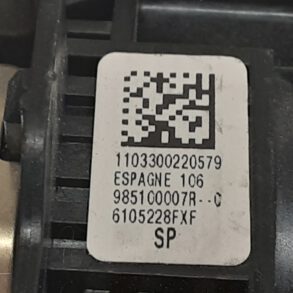 1103300220579
ESPAGNE 106
985100007R--C
6105228FXF
SP